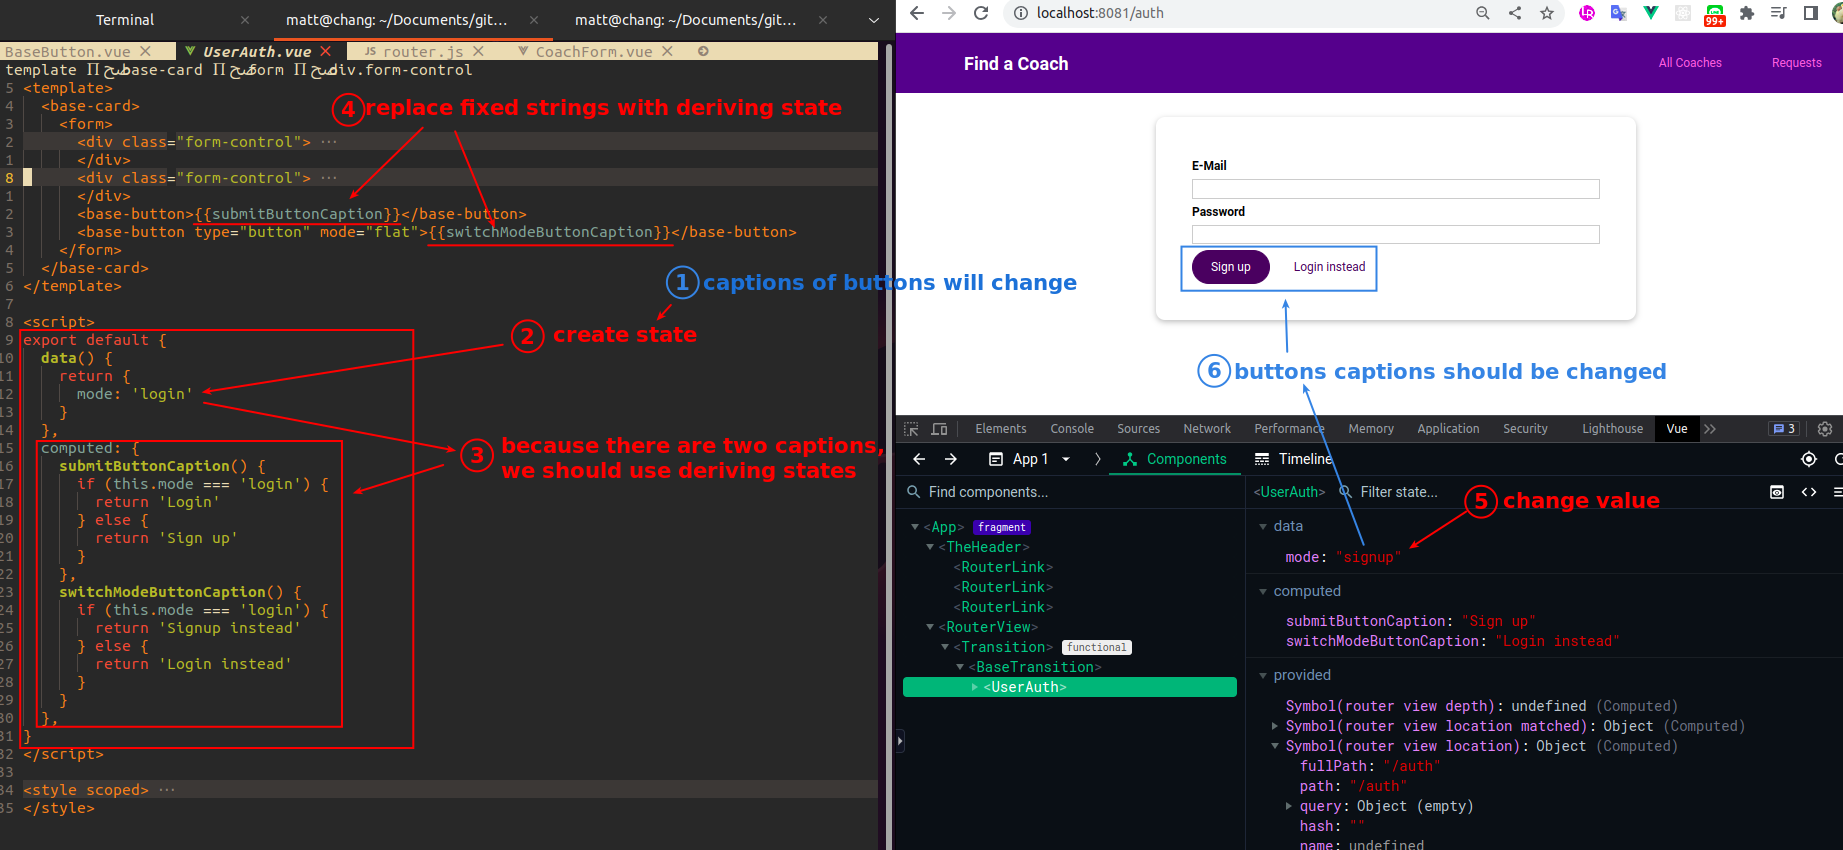 Terminal × matt@chang: ~/Documents/git... × matt@chang: ~/Documents/git... ×
BaseButton.vue × UserAuth.vue × JS router.js × CoachForm.vue ×
template base-card form div.form-control
5 <template>
4 <base-card>
3 <form>
2 <div class="form-control"> ···
1 </div>
8 <div class="form-control"> ···
1 </div>
2 <base-button>{{submitButtonCaption}}</base-button>
3 <base-button type="button" mode="flat">{{switchModeButtonCaption}}</base-button>
4 </form>
5 </base-card>
6 </template>
7
8 <script>
9 export default {
10 data() {
11 return {
12 mode: 'login'
13 }
14 },
15 computed: {
16 submitButtonCaption() {
17 if (this.mode === 'login') {
18 return 'Login'
19 } else {
20 return 'Sign up'
21 }
22 },
23 switchModeButtonCaption() {
24 if (this.mode === 'login') {
25 return 'Signup instead'
26 } else {
27 return 'Login instead'
28 }
29 }
30 },
31 }
32 </script>
33
34 <style scoped> ···
35 </style>
4 replace fixed strings with deriving state
1 captions of buttons will change
2 create state
3 because there are two captions,
we should use deriving states
localhost:8081/auth
99+
Find a Coach All Coaches Requests
E-Mail
Password
Sign up Login instead
6 buttons captions should be changed
Elements Console Sources Network Performance Memory Application Security Lighthouse Vue 3
App 1 Components Timeline
Find components...
<UserAuth> Filter state...
5 change value
<App> fragment
<TheHeader>
<RouterLink>
<RouterLink>
<RouterLink>
<RouterView>
<Transition> functional
<BaseTransition>
<UserAuth>
data
mode: "signup"
computed
submitButtonCaption: "Sign up"
switchModeButtonCaption: "Login instead"
provided
Symbol(router view depth): undefined (Computed)
Symbol(router view location matched): Object (Computed)
Symbol(router view location): Object (Computed)
fullPath: "/auth"
path: "/auth"
query: Object (empty)
hash: ""
name: undefined